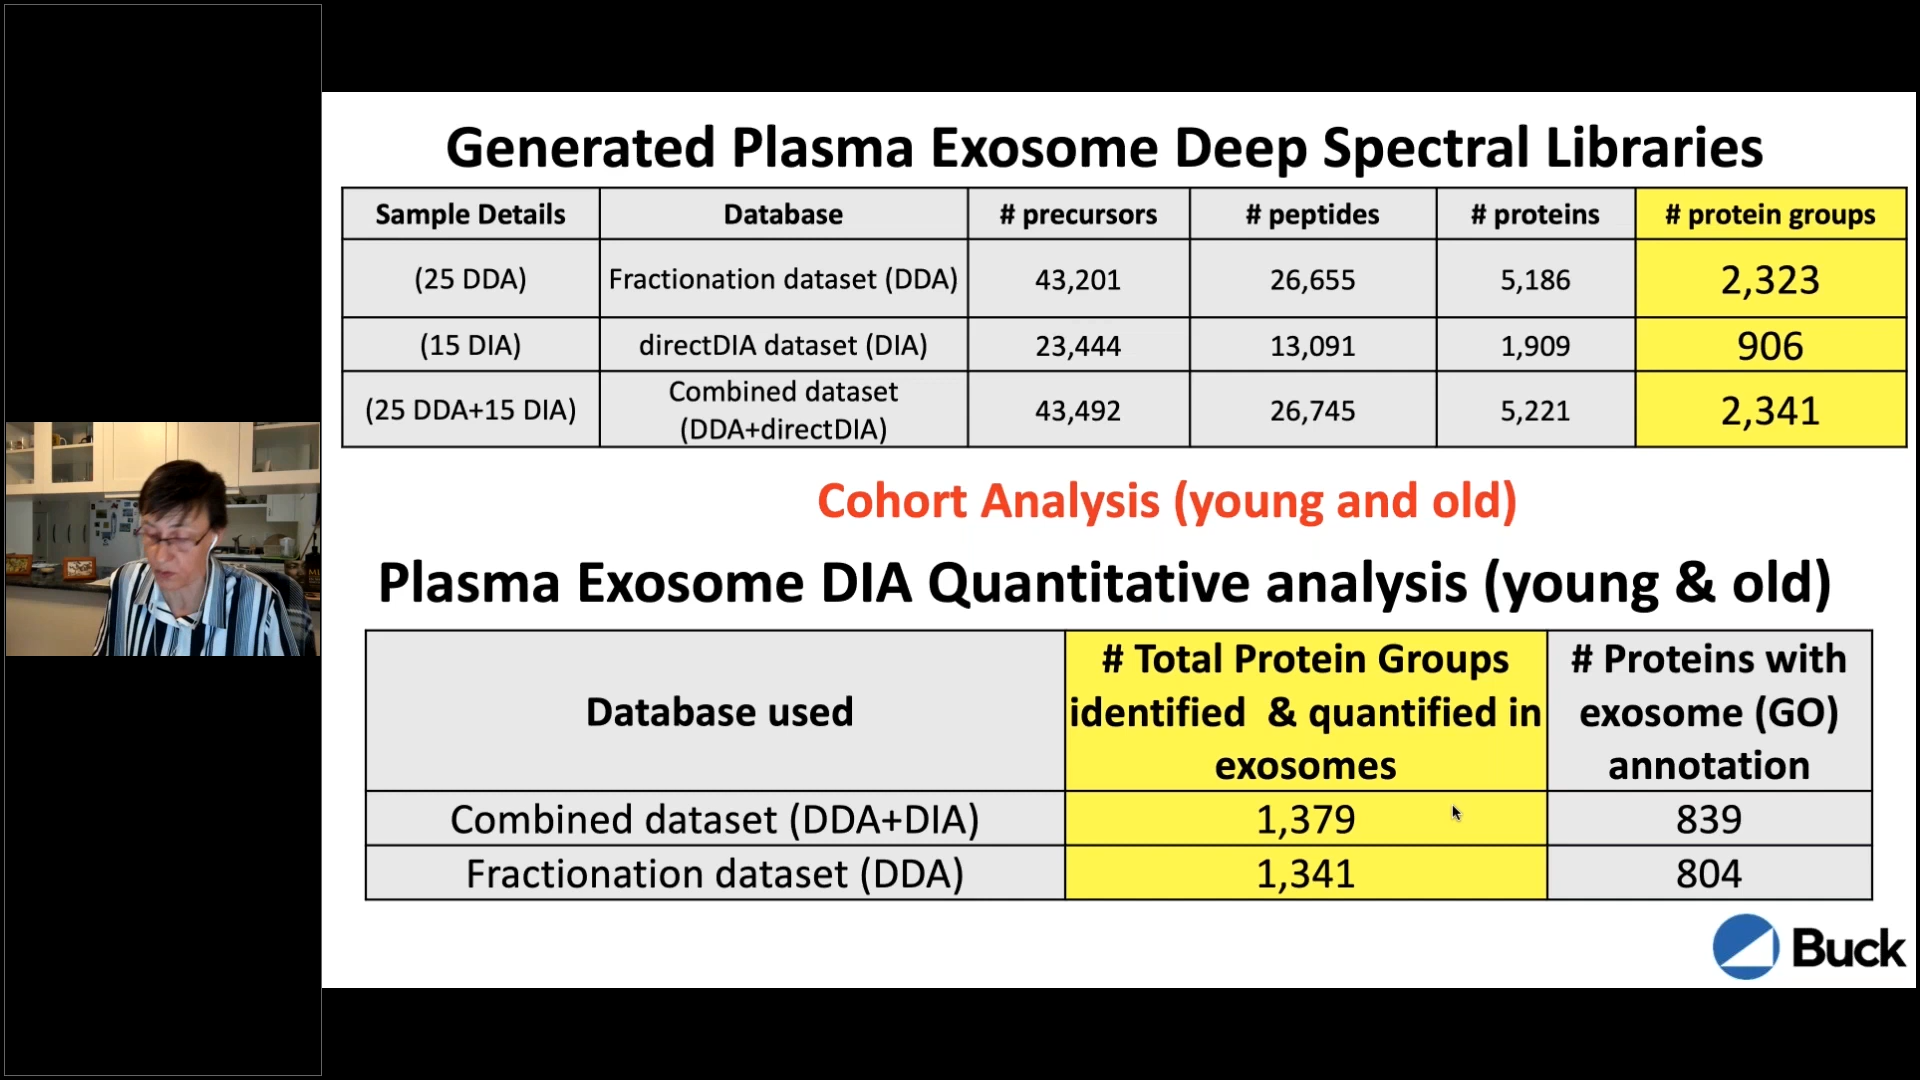 Generated Plasma Exosome Deep Spectral Libraries
Sample Details Database # precursors # peptides # proteins # protein groups
(25 DDA) Fractionation dataset (DDA) 43,201 26,655 5,186 2,323
(15 DIA) directDIA dataset (DIA) 23,444 13,091 1,909 906
(25 DDA+15 DIA) Combined dataset (DDA+directDIA) 43,492 26,745 5,221 2,341
Cohort Analysis (young and old)
Plasma Exosome DIA Quantitative analysis (young & old)
Database used # Total Protein Groups identified & quantified in exosomes # Proteins with exosome (GO) annotation
Combined dataset (DDA+DIA) 1,379 839
Fractionation dataset (DDA) 1,341 804
Buck